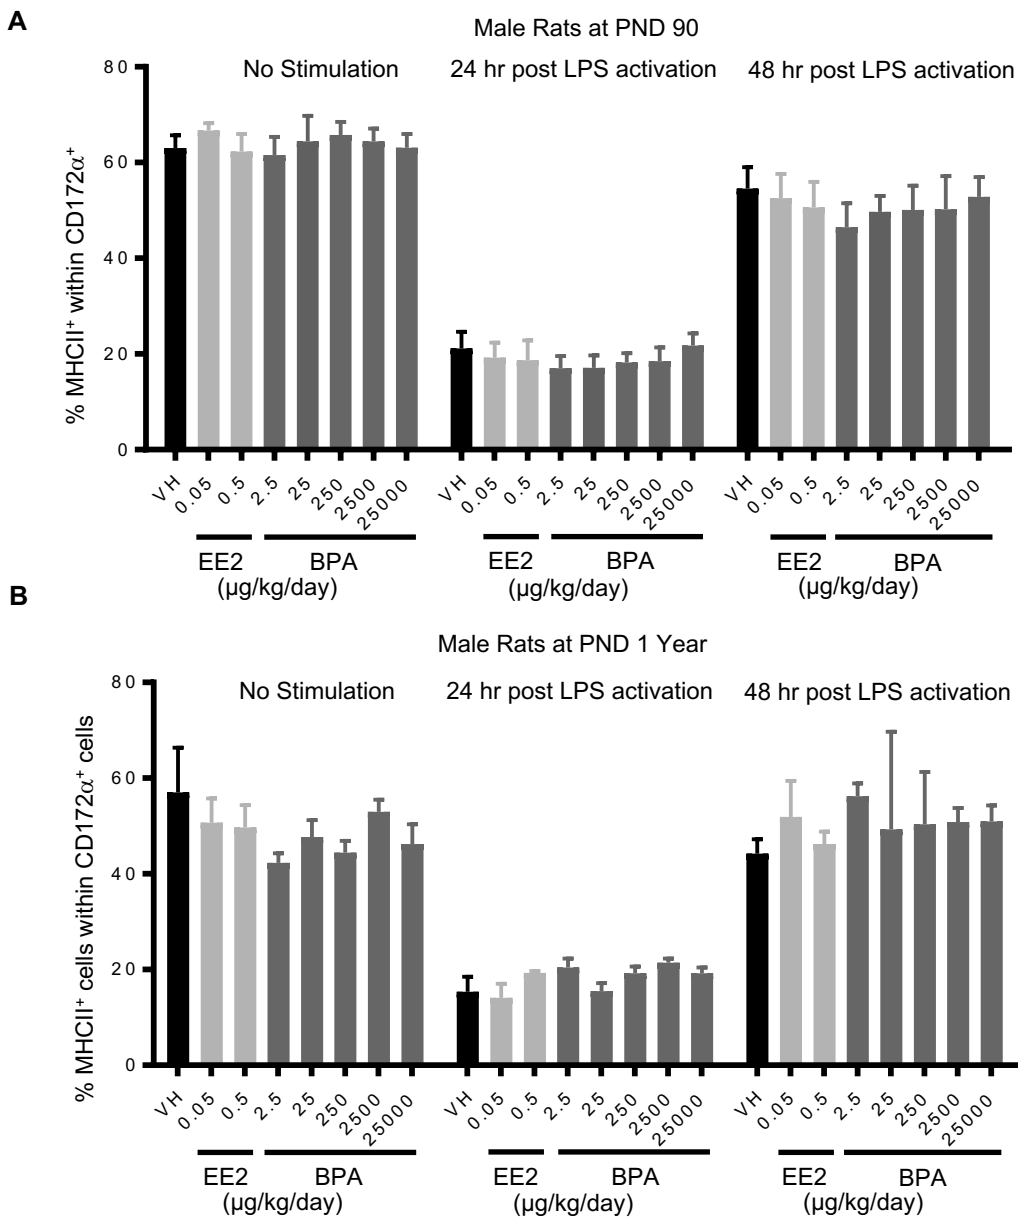 A
Male Rats at PND 90
No Stimulation 24 hr post LPS activation 48 hr post LPS activation
% MHCII⁺ within CD172α⁺
80
60
40
20
0
VH 0.05 0.5 2.5 25 250 2500 25000 VH 0.05 0.5 2.5 25 250 2500 25000 VH 0.05 0.5 2.5 25 250 2500 25000
EE2 BPA EE2 BPA EE2 BPA
(µg/kg/day) (µg/kg/day) (µg/kg/day)
B
Male Rats at PND 1 Year
No Stimulation 24 hr post LPS activation 48 hr post LPS activation
% MHCII⁺ cells within CD172α⁺ cells
80
60
40
20
0
VH 0.05 0.5 2.5 25 250 2500 25000 VH 0.05 0.5 2.5 25 250 2500 25000 VH 0.05 0.5 2.5 25 250 2500 25000
EE2 BPA EE2 BPA EE2 BPA
(µg/kg/day) (µg/kg/day) (µg/kg/day)